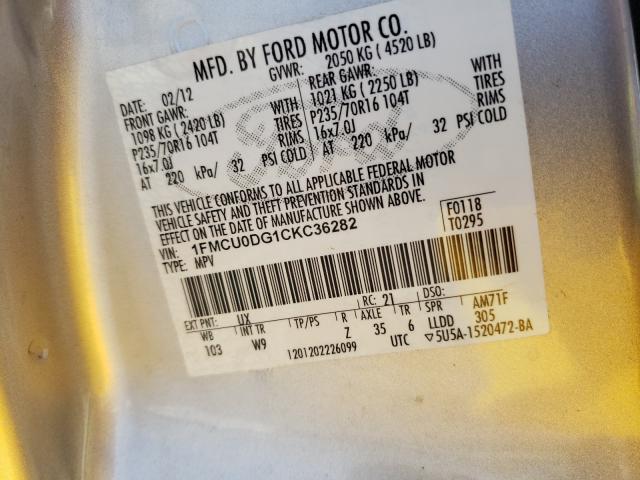 MFD. BY FORD MOTOR CO.
DATE: 02/12
GVWR: 2050 KG ( 4520 LB)
FRONT GAWR:
1098 KG ( 2420 LB) WITH
P235/70R16 104T TIRES
16x7.0J RIMS
AT 220 kPa/ 32 PSI COLD
REAR GAWR:
1021 KG ( 2250 LB) WITH
P235/70R16 104T TIRES
16x7.0J RIMS
AT 220 kPa/ 32 PSI COLD
Ford
THIS VEHICLE CONFORMS TO ALL APPLICABLE FEDERAL MOTOR
VEHICLE SAFETY AND THEFT PREVENTION STANDARDS IN
EFFECT ON THE DATE OF MANUFACTURE SHOWN ABOVE.
VIN: 1FMCU0DG1CKC36282
TYPE: MPV
F0118
T0295
EXT PNT: UX RC: 21 DSO:
WB INT TR TP/PS R AXLE TR SPR AM71F
103 W9 Z 35 6 LLDD 305
1201202226099 UTC ▽5U5A-1520472-BA